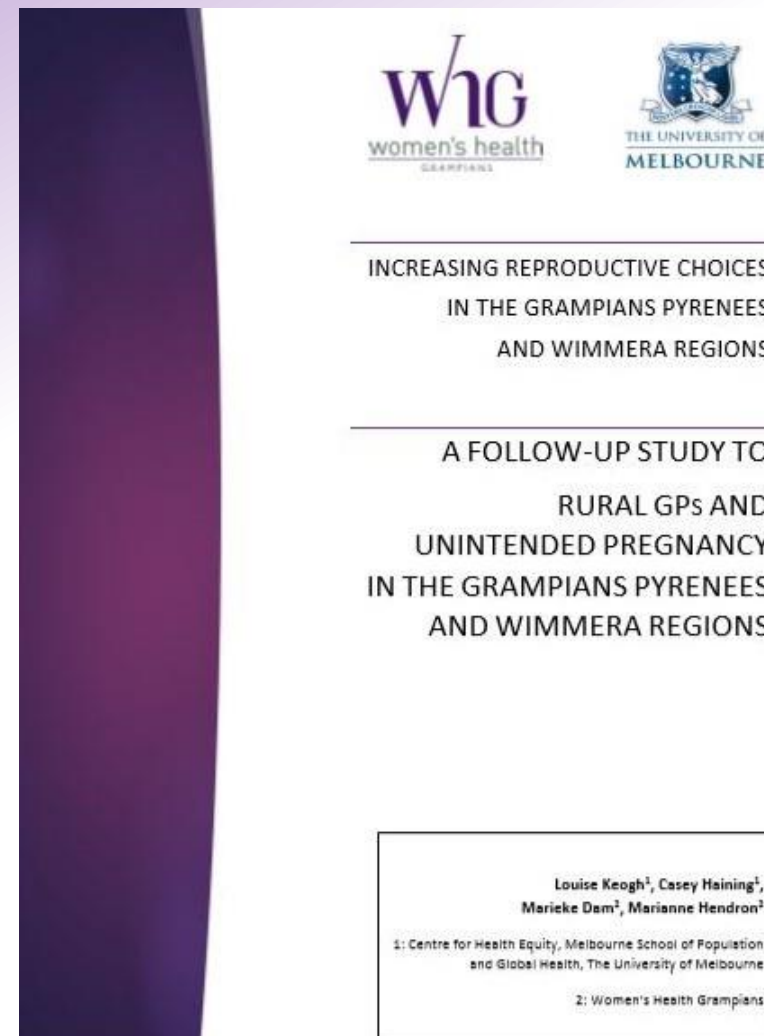 whG
women's health
GRAMPIANS
THE UNIVERSITY OF
MELBOURNE
INCREASING REPRODUCTIVE CHOICES
IN THE GRAMPIANS PYRENEES
AND WIMMERA REGIONS
A FOLLOW-UP STUDY TO
RURAL GPs AND
UNINTENDED PREGNANCY
IN THE GRAMPIANS PYRENEES
AND WIMMERA REGIONS
Louise Keogh¹, Casey Haining¹,
Marieke Dam², Marianne Hendron²
1: Centre for Health Equity, Melbourne School of Population
and Global Health, The University of Melbourne
2: Women's Health Grampians